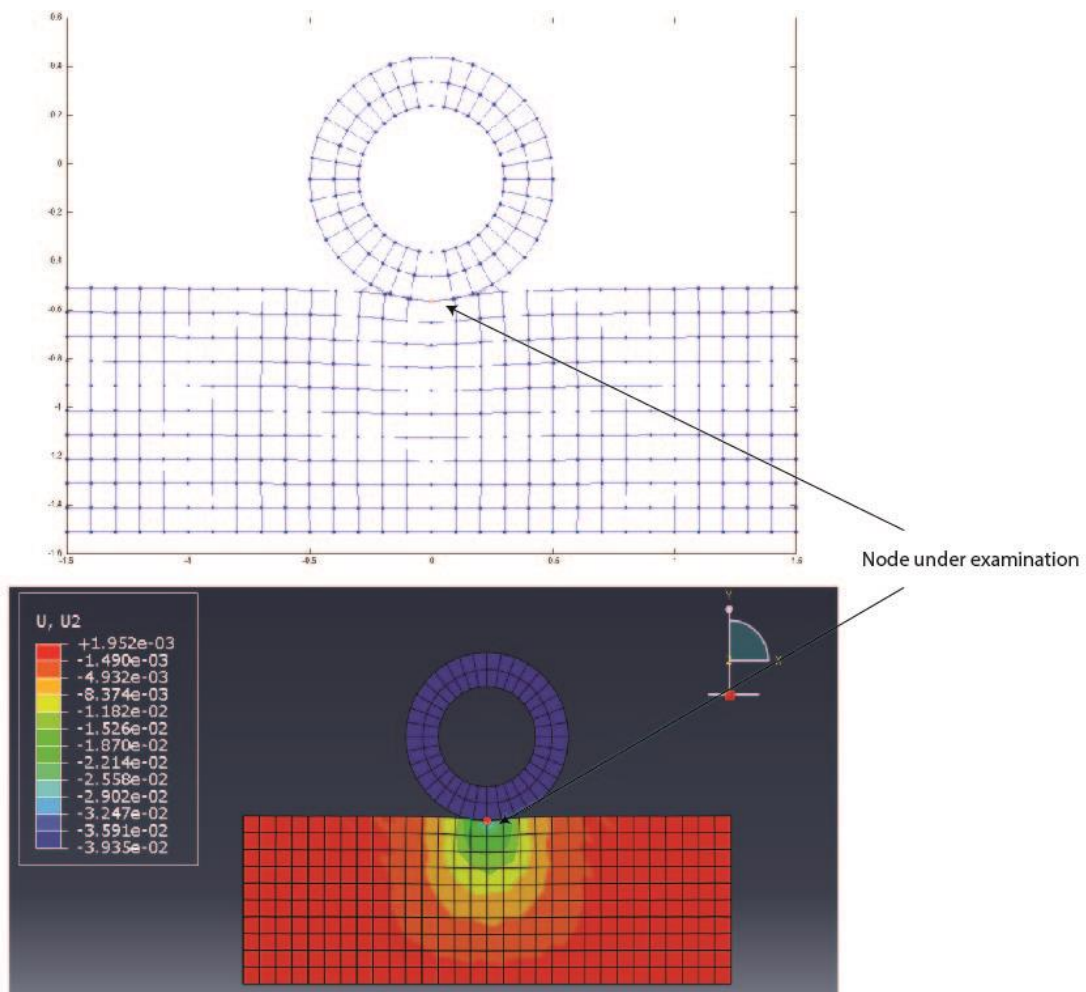 0.6
0.4
0.2
0
-0.2
-0.4
-0.6
-0.8
-1
-1.2
-1.4
-1.6
-1.5 -1 -0.5 0 0.5 1 1.5
Node under examination
U, U2
+1.952e-03
-1.490e-03
-4.932e-03
-8.374e-03
-1.182e-02
-1.526e-02
-1.870e-02
-2.214e-02
-2.558e-02
-2.902e-02
-3.247e-02
-3.591e-02
-3.935e-02
Y
X